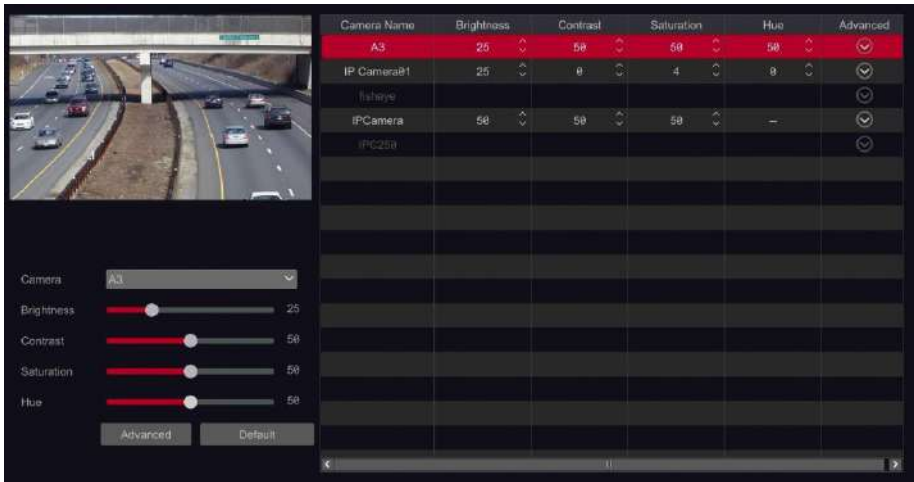 Camera Name Brightness Contrast Saturation Hue Advanced
A3 25 50 50 50
IP Camera01 25 0 4 0
fisheye
IPCamera 50 50 50 --
IPC250
Camera A3
Brightness 25
Contrast 50
Saturation 50
Hue 50
Advanced Default